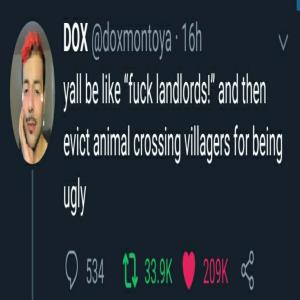 DOX @doxmontoya · 16h
yall be like “fuck landlords!” and then
evict animal crossing villagers for being
ugly
534 33.9K 209K